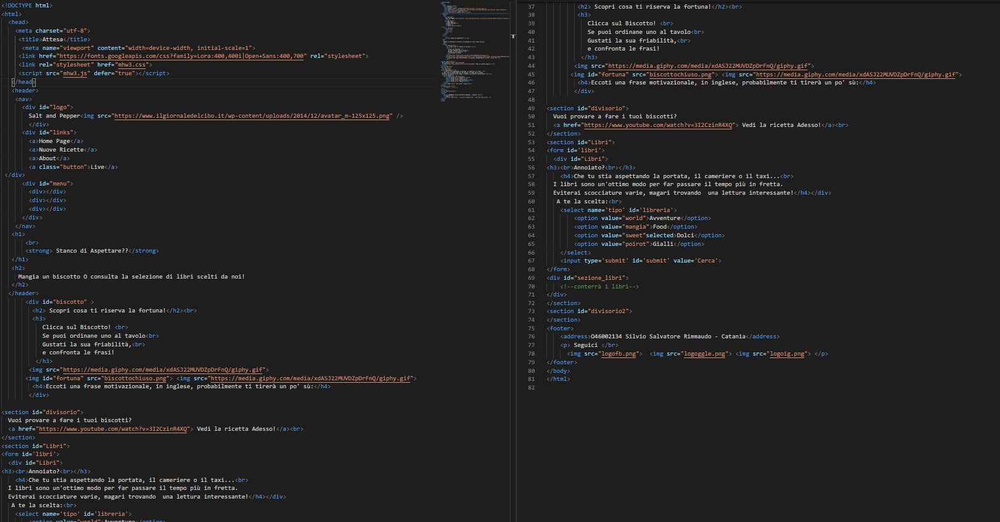 <!DOCTYPE html>
<html>
<head>
<meta charset="utf-8">
<title>Attesa</title>
<meta name="viewport" content="width=device-width, initial-scale=1">
<link href="https://fonts.googleapis.com/css?family=Lora:400,400i|Open+Sans:400,700" rel="stylesheet">
<link rel="stylesheet" href="mhw3.css">
<script src="mhw3.js" defer="true"></script>
</head>
<header>
<nav>
<div id="logo">
Salt and Pepper<img src="https://www.ilgiornaledelcibo.it/wp-content/uploads/2014/12/avatar_m-125x125.png" />
</div>
<div id="links">
<a>Home Page</a>
<a>Nuove Ricette</a>
<a>About</a>
<a class="button">Live</a>
</div>
<div id="menu">
<div></div>
<div></div>
<div></div>
</div>
</nav>
<h1>
<br>
<strong> Stanco di Aspettare??</strong>
</h1>
<h2>
Mangia un biscotto O consulta la selezione di libri scelti da noi!
</h2>
</header>
<div id="biscotto" >
<h2> Scopri cosa ti riserva la fortuna!</h2><br>
<h3>
Clicca sul Biscotto! <br>
Se puoi ordinane uno al tavolo<br>
Gustati la sua friabilità,<br>
e confronta le frasi!
</h3>
<img src="https://media.giphy.com/media/xdASJ22MUVDZpDrFnQ/giphy.gif">
<img id="fortuna" src="biscottochiuso.png"> <img src="https://media.giphy.com/media/xdASJ22MUVDZpDrFnQ/giphy.gif">
<h4>Eccoti una frase motivazionale, in inglese, probabilmente ti tirerà un po' sù:</h4>
</div>
<section id="divisorio">
Vuoi provare a fare i tuoi biscotti?
<a href="https://www.youtube.com/watch?v=3I2CzinR4XQ"> Vedi la ricetta Adesso!</a><br>
</section>
<section id="Libri">
<form id='libri'>
<div id="Libri">
<h3><br>Annoiato?<br></h3>
<h4>Che tu stia aspettando la portata, il cameriere o il taxi...<br>
I libri sono un'ottimo modo per far passare il tempo più in fretta.
Eviterai scocciature varie, magari trovando  una lettura interessante!</h4></div>
A te la scelta:<br>
<select name='tipo' id='libreria'>
<option value="world">Avventure</option>
37 <h2> Scopri cosa ti riserva la fortuna!</h2><br>
38 <h3>
39 Clicca sul Biscotto! <br>
40 Se puoi ordinane uno al tavolo<br>
41 Gustati la sua friabilità,<br>
42 e confronta le frasi!
43 </h3>
44 <img src="https://media.giphy.com/media/xdASJ22MUVDZpDrFnQ/giphy.gif">
45 <img id="fortuna" src="biscottochiuso.png"> <img src="https://media.giphy.com/media/xdASJ22MUVDZpDrFnQ/giphy.gif">
46 <h4>Eccoti una frase motivazionale, in inglese, probabilmente ti tirerà un po' sù:</h4>
47 </div>
48
49 <section id="divisorio">
50 Vuoi provare a fare i tuoi biscotti?
51 <a href="https://www.youtube.com/watch?v=3I2CzinR4XQ"> Vedi la ricetta Adesso!</a><br>
52 </section>
53 <section id="Libri">
54 <form id='libri'>
55 <div id="Libri">
56 <h3><br>Annoiato?<br></h3>
57 <h4>Che tu stia aspettando la portata, il cameriere o il taxi...<br>
58 I libri sono un'ottimo modo per far passare il tempo più in fretta.
59 Eviterai scocciature varie, magari trovando  una lettura interessante!</h4></div>
60 A te la scelta:<br>
61 <select name='tipo' id='libreria'>
62 <option value="world">Avventure</option>
63 <option value="mangia">Food</option>
64 <option value="sweet"selected>Dolci</option>
65 <option value="poirot">Gialli</option>
66 </select>
67 <input type='submit' id='submit' value='Cerca'>
68 </form>
69 <div id="sezione_libri">
70 <!--conterrà i libri-->
71 </div>
72 </section>
73 <section id="divisorio2">
74 </section>
75 <footer>
76 <address>O46002134 Silvio Salvatore Rimmaudo - Catania</address>
77 <p> Seguici </br>
78 <img src="logofb.png">  <img src="logoggle.png"> <img src="logoig.png"> </p>
79 </footer>
80 </body>
81 </html>
82